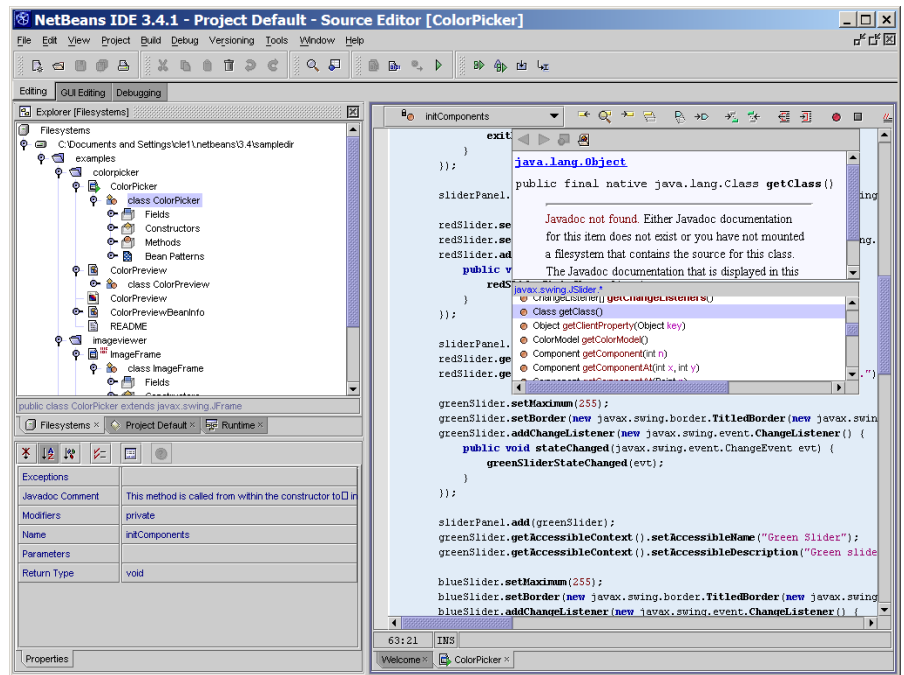 NetBeans IDE 3.4.1 - Project Default - Source Editor [ColorPicker]
File Edit View Project Build Debug Versioning Tools Window Help
Editing GUI Editing Debugging
Explorer [Filesystems]
Filesystems
C:\Documents and Settings\cle1\.netbeans\3.4\sampledir
examples
colorpicker
ColorPicker
class ColorPicker
Fields
Constructors
Methods
Bean Patterns
ColorPreview
class ColorPreview
ColorPreview
ColorPreviewBeanInfo
README
imageviewer
ImageFrame
class ImageFrame
Fields
Constructors
public class ColorPicker extends javax.swing.JFrame
Filesystems × Project Default × Runtime ×
Exceptions
Javadoc Comment This method is called from within the constructor to in
Modifiers private
Name initComponents
Parameters
Return Type void
Properties
initComponents
exit
}
});
sliderPanel. ing
redSlider.se
redSlider.se ng.
redSlider.ad
public v
redS
}
});
sliderPanel.
redSlider.ge
redSlider.ge .")
java.lang.Object
public final native java.lang.Class getClass()
Javadoc not found. Either Javadoc documentation
for this item does not exist or you have not mounted
a filesystem that contains the source for this class.
The Javadoc documentation that is displayed in this
javax.swing.JSlider.*
ChangeListener[] getChangeListeners()
Class getClass()
Object getClientProperty(Object key)
ColorModel getColorModel()
Component getComponent(int n)
Component getComponentAt(int x, int y)
Component getComponentAt(Point p)
greenSlider.setMaximum(255);
greenSlider.setBorder(new javax.swing.border.TitledBorder(new javax.swin
greenSlider.addChangeListener(new javax.swing.event.ChangeListener() {
public void stateChanged(javax.swing.event.ChangeEvent evt) {
greenSliderStateChanged(evt);
}
});
sliderPanel.add(greenSlider);
greenSlider.getAccessibleContext().setAccessibleName("Green Slider");
greenSlider.getAccessibleContext().setAccessibleDescription("Green slide
blueSlider.setMaximum(255);
blueSlider.setBorder(new javax.swing.border.TitledBorder(new javax.swing
blueSlider.addChangeListener(new javax.swing.event.ChangeListener() {
63:21 INS
Welcome × ColorPicker ×